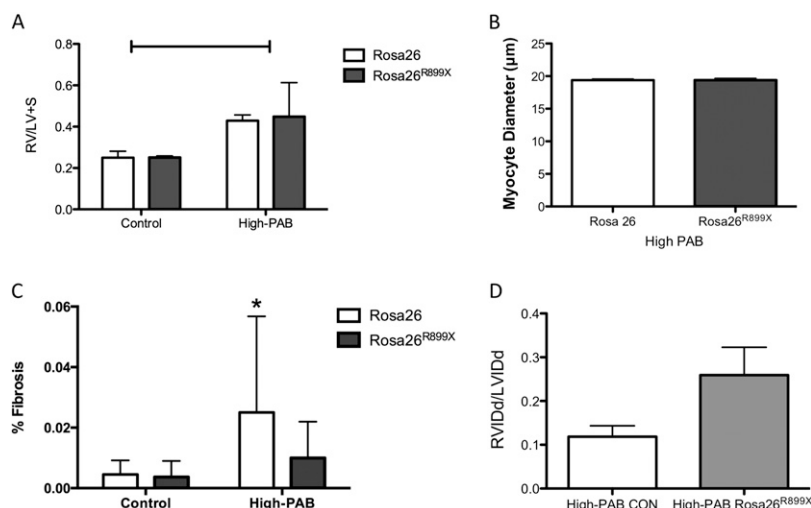 A
RV/LV+S
0.8
0.6
0.4
0.2
0.0
Control
High-PAB
Rosa26
Rosa26R899X
B
Myocyte Diameter (µm)
25
20
15
10
5
0
Rosa 26
Rosa26R899X
High PAB
C
% Fibrosis
0.06
0.04
0.02
0.00
*
Control
High-PAB
Rosa26
Rosa26R899X
D
RVIDd/LVIDd
0.4
0.3
0.2
0.1
0.0
High-PAB CON
High-PAB Rosa26R899X